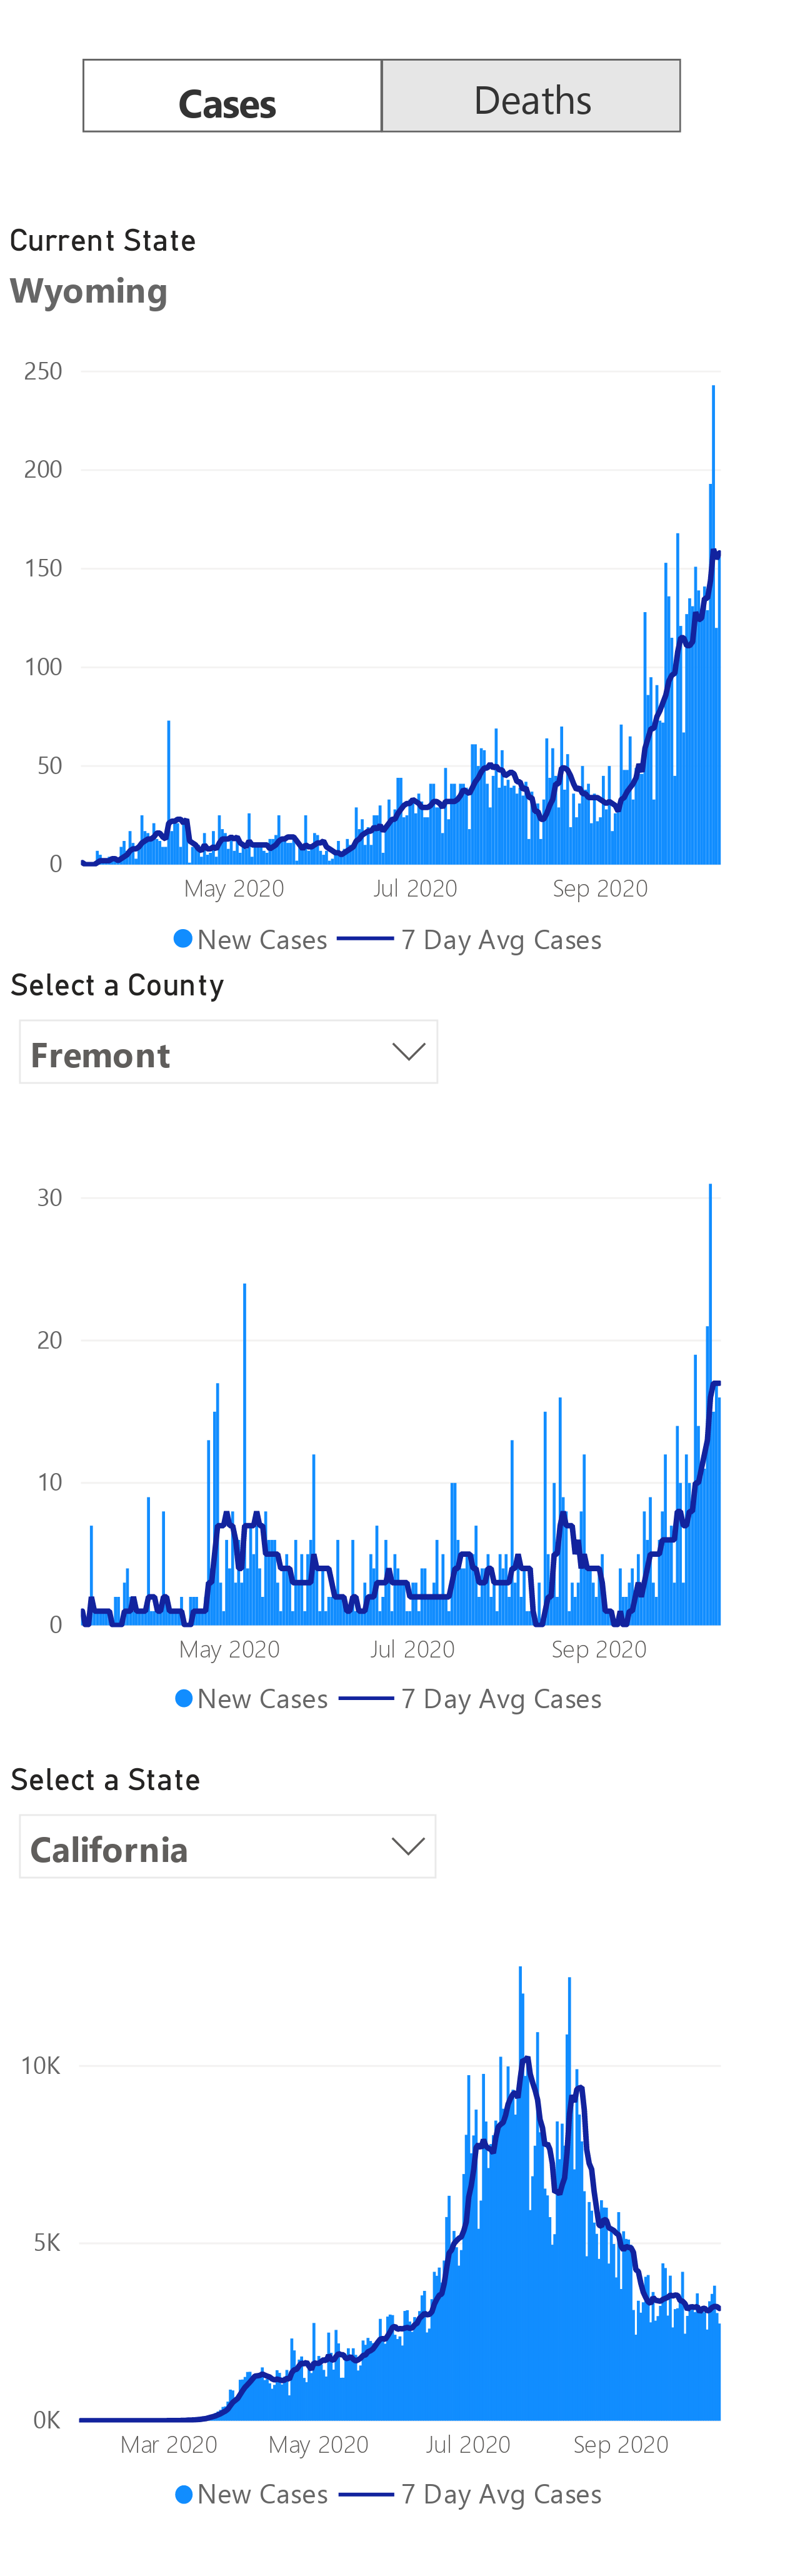 Cases Deaths
Current State
Wyoming
250
200
150
100
50
0
May 2020 Jul 2020 Sep 2020
New Cases 7 Day Avg Cases
Select a County
Fremont
30
20
10
0
May 2020 Jul 2020 Sep 2020
New Cases 7 Day Avg Cases
Select a State
California
10K
5K
0K
Mar 2020 May 2020 Jul 2020 Sep 2020
New Cases 7 Day Avg Cases